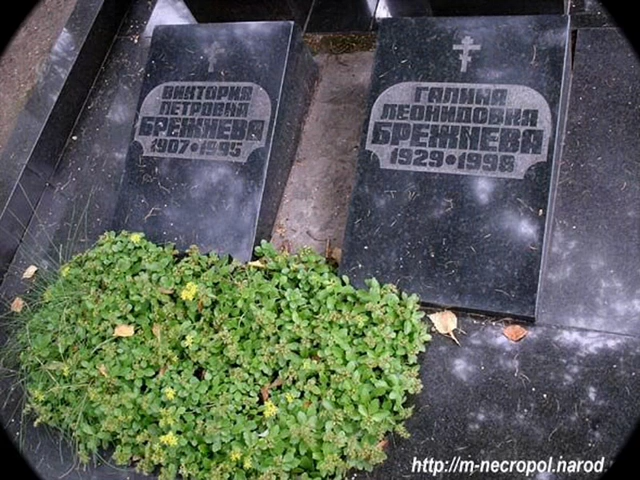 ВИКТОРИЯ
ПЕТРОВНА
БРЕЖНЕВА
1907•1995
ГАЛИНА
ЛЕОНИДОВНА
БРЕЖНЕВА
1929•1998
http://m-necropol.narod